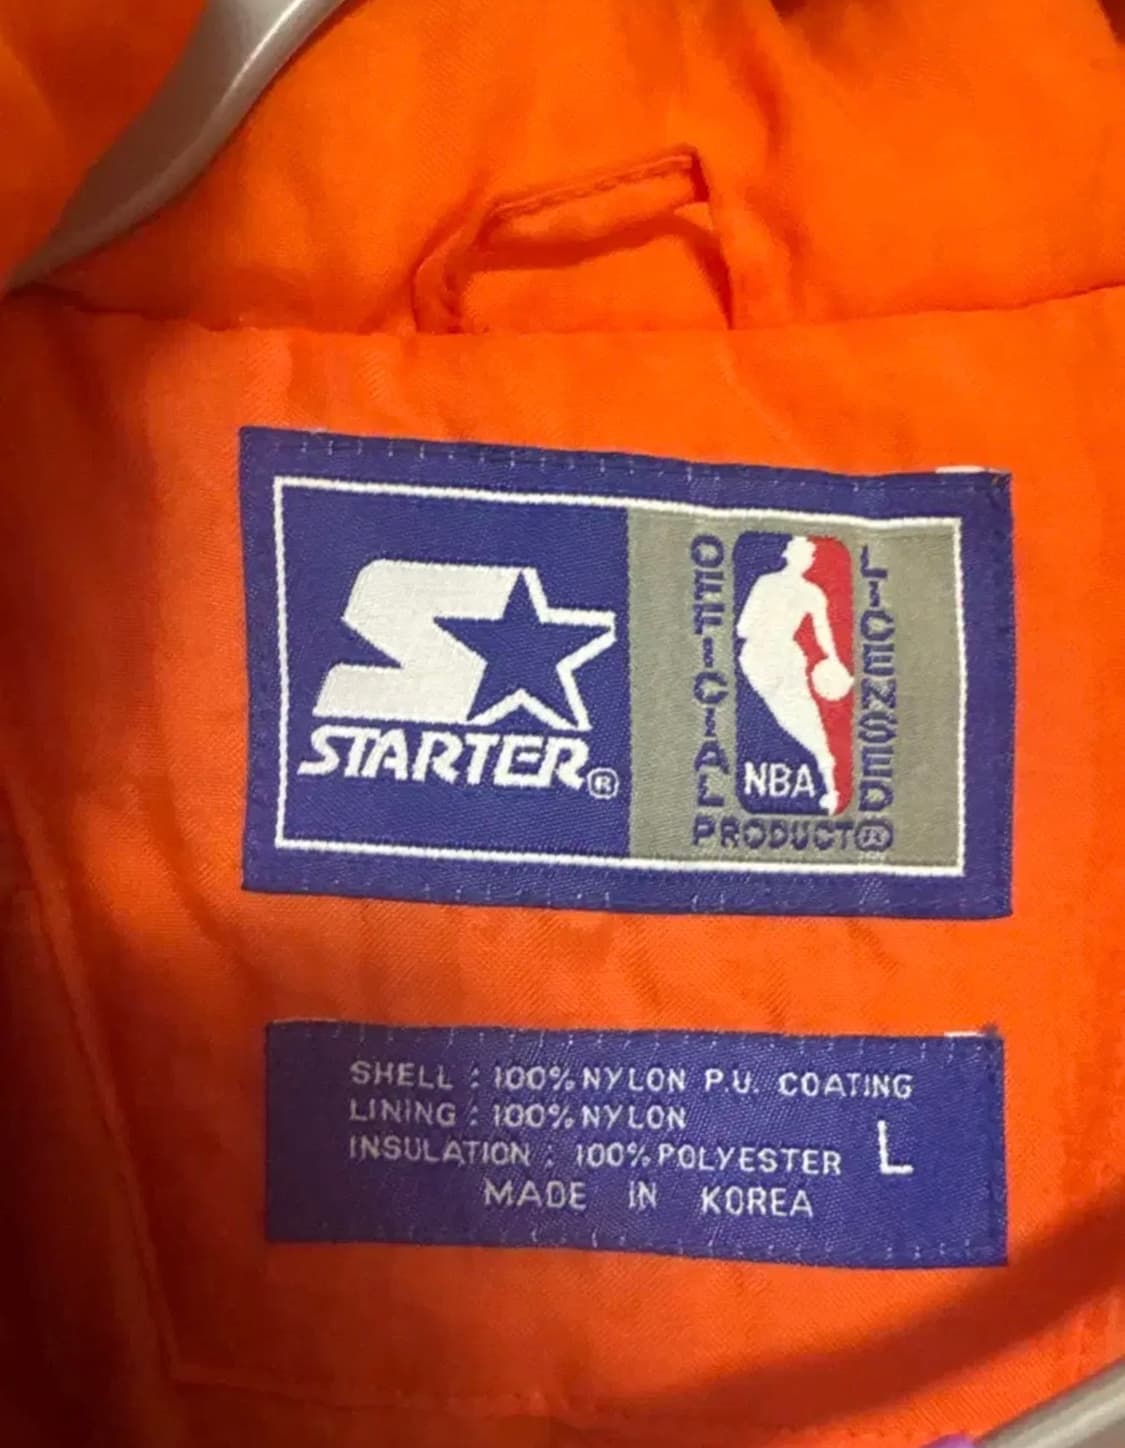 STARTER®
OFFICIAL
LICENSED
NBA
PRODUCT®
SHELL : 100% NYLON P.U. COATING
LINING : 100% NYLON
INSULATION : 100% POLYESTER L
MADE IN KOREA